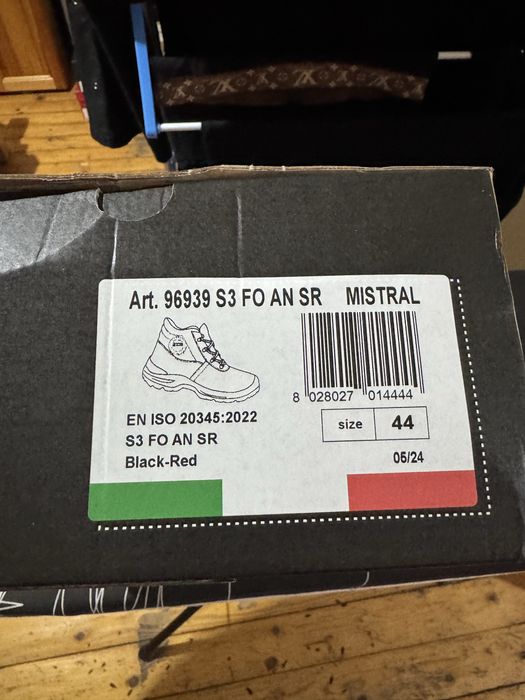 Art. 96939 S3 FO AN SR MISTRAL
8 028027 014444
EN ISO 20345:2022
size 44
S3 FO AN SR
Black-Red
05/24